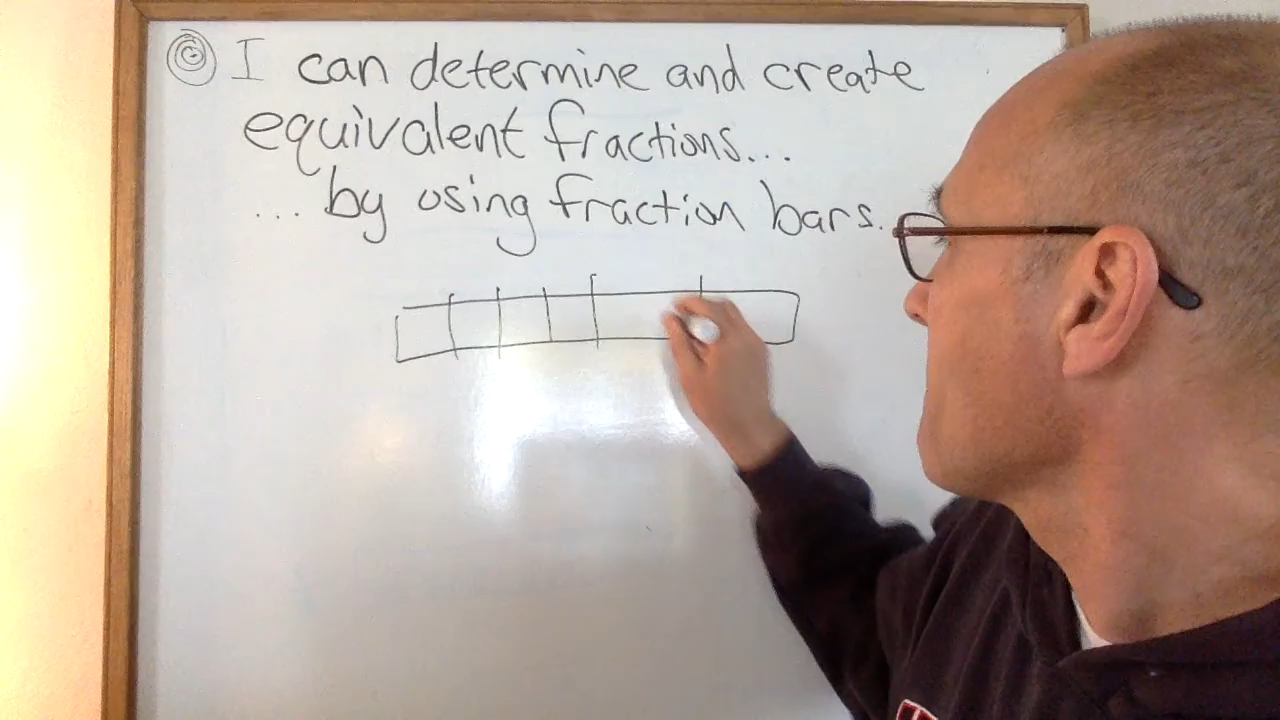 I can determine and create
equivalent fractions...
... by using fraction bars.